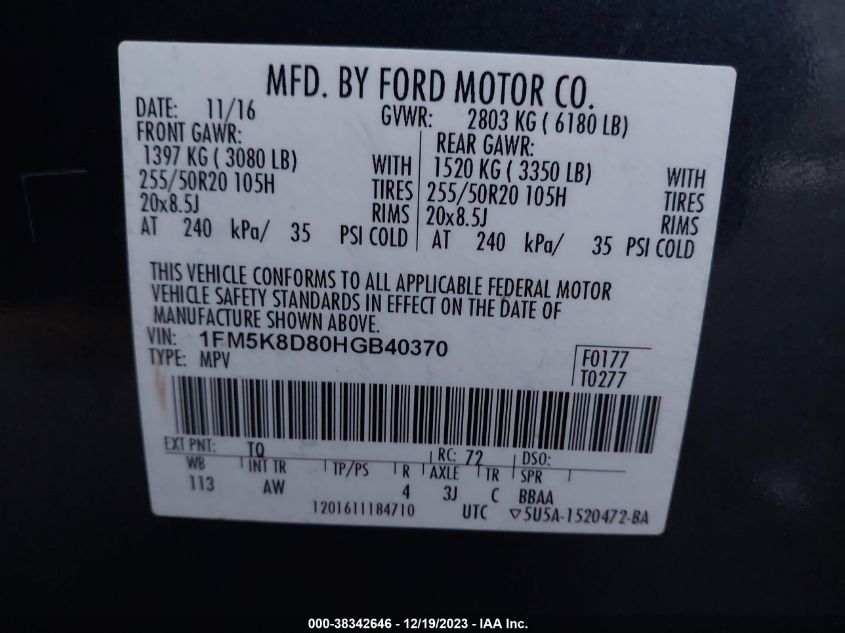 MFD. BY FORD MOTOR CO.
DATE: 11/16 GVWR: 2803 KG ( 6180 LB)
FRONT GAWR: REAR GAWR:
1397 KG ( 3080 LB) WITH 1520 KG ( 3350 LB) WITH
255/50R20 105H TIRES 255/50R20 105H TIRES
20x8.5J RIMS 20x8.5J RIMS
AT 240 kPa/ 35 PSI COLD AT 240 kPa/ 35 PSI COLD
THIS VEHICLE CONFORMS TO ALL APPLICABLE FEDERAL MOTOR
VEHICLE SAFETY STANDARDS IN EFFECT ON THE DATE OF
MANUFACTURE SHOWN ABOVE.
VIN: 1FM5K8D80HGB40370
TYPE: MPV
F0177
T0277
EXT PNT: TQ RC: 72 DSO:
WB INT TR TP/PS R AXLE TR SPR
113 AW 4 3J C BBAA
1201611184710 UTC ▽5U5A-1520472-BA
000-38342646 - 12/19/2023 - IAA Inc.